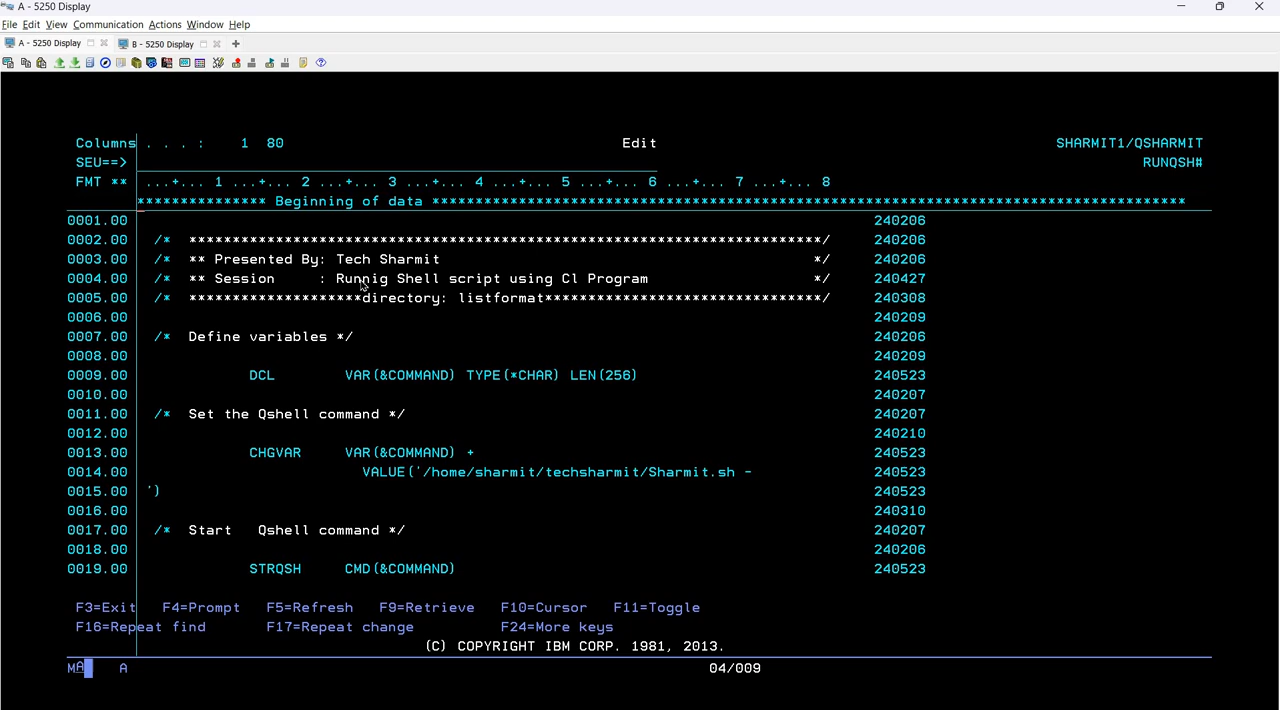 A - 5250 Display
File Edit View Communication Actions Window Help
A - 5250 Display B - 5250 Display
Columns . . . : 1 80 Edit SHARMIT1/QSHARMIT
SEU==> RUNQSH#
FMT ** ...+... 1 ...+... 2 ...+... 3 ...+... 4 ...+... 5 ...+... 6 ...+... 7 ...+... 8
*************** Beginning of data ***************************************************************************************
0001.00 240206
0002.00 /* *************************************************************************/ 240206
0003.00 /* ** Presented By: Tech Sharmit */ 240206
0004.00 /* ** Session : Runnig Shell script using Cl Program */ 240427
0005.00 /* ********************directory: listformat********************************/ 240308
0006.00 240209
0007.00 /* Define variables */ 240206
0008.00 240209
0009.00 DCL VAR(&COMMAND) TYPE(*CHAR) LEN(256) 240523
0010.00 240207
0011.00 /* Set the Qshell command */ 240207
0012.00 240210
0013.00 CHGVAR VAR(&COMMAND) + 240523
0014.00 VALUE('/home/sharmit/techsharmit/Sharmit.sh - 240523
0015.00 ') 240523
0016.00 240310
0017.00 /* Start Qshell command */ 240207
0018.00 240206
0019.00 STRQSH CMD(&COMMAND) 240523
F3=Exit F4=Prompt F5=Refresh F9=Retrieve F10=Cursor F11=Toggle
F16=Repeat find F17=Repeat change F24=More keys
(C) COPYRIGHT IBM CORP. 1981, 2013.
MA A 04/009